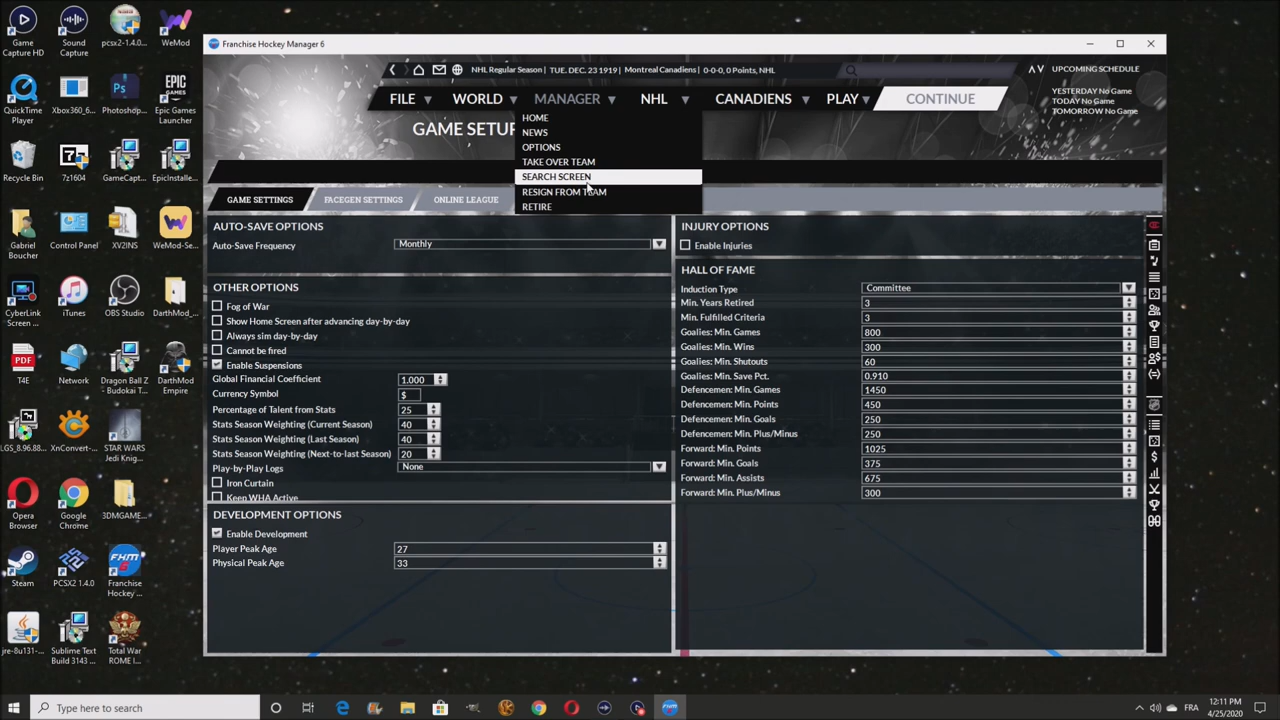 Franchise Hockey Manager 6
NHL Regular Season | TUE. DEC. 23 1919 | Montreal Canadiens | 0-0-0, 0 Points, NHL
UPCOMING SCHEDULE
YESTERDAY No Game
TODAY No Game
TOMORROW No Game
FILE
WORLD
MANAGER
NHL
CANADIENS
PLAY
CONTINUE
HOME
NEWS
OPTIONS
TAKE OVER TEAM
SEARCH SCREEN
RESIGN FROM TEAM
RETIRE
GAME SETUP
GAME SETTINGS
FACEGEN SETTINGS
ONLINE LEAGUE
AUTO-SAVE OPTIONS
Auto-Save Frequency
Monthly
OTHER OPTIONS
Fog of War
Show Home Screen after advancing day-by-day
Always sim day-by-day
Cannot be fired
Enable Suspensions
Global Financial Coefficient 1.000
Currency Symbol $
Percentage of Talent from Stats 25
Stats Season Weighting (Current Season) 40
Stats Season Weighting (Last Season) 40
Stats Season Weighting (Next-to-last Season) 20
Play-by-Play Logs None
Iron Curtain
Keep WHA Active
DEVELOPMENT OPTIONS
Enable Development
Player Peak Age 27
Physical Peak Age 33
INJURY OPTIONS
Enable Injuries
HALL OF FAME
Induction Type Committee
Min. Years Retired 3
Min. Fulfilled Criteria 3
Goalies: Min. Games 800
Goalies: Min. Wins 300
Goalies: Min. Shutouts 60
Goalies: Min. Save Pct. 0.910
Defencemen: Min. Games 1450
Defencemen: Min. Points 450
Defencemen: Min. Goals 250
Defencemen: Min. Plus/Minus 250
Forward: Min. Points 1025
Forward: Min. Goals 375
Forward: Min. Assists 675
Forward: Min. Plus/Minus 300
Game Capture HD
Sound Capture
pcsx2-1.4.0...
WeMod
QuickTime Player
Xbox360_6...
Photoshop...
Epic Games Launcher
Recycle Bin
7z1604
GameCapt...
EpicInstalle...
Gabriel Boucher
Control Panel
XV2INS
WeMod-Se...
CyberLink Screen ...
iTunes
OBS Studio
DarthMod_...
T4E
Network
Dragon Ball Z - Budokai T...
DarthMod Empire
LGS_8.96.88...
XnConvert-...
STAR WARS Jedi Knig...
Opera Browser
Google Chrome
3DMGAME...
Steam
PCSX2 1.4.0
Franchise Hockey ...
jre-8u131-...
Sublime Text Build 3143 ...
Total War ROME I...
Type here to search
FRA
12:11 PM
4/25/2020